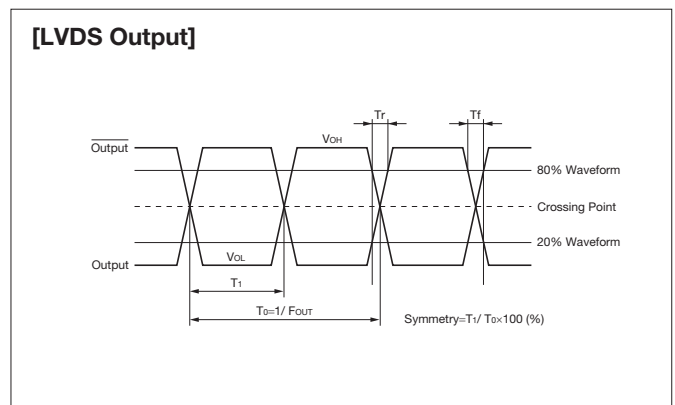 [LVDS Output]
Tr
Tf
Output
VOH
80% Waveform
Crossing Point
20% Waveform
Output
VOL
T1
T0=1/ FOUT
Symmetry=T1/ T0×100 (%)